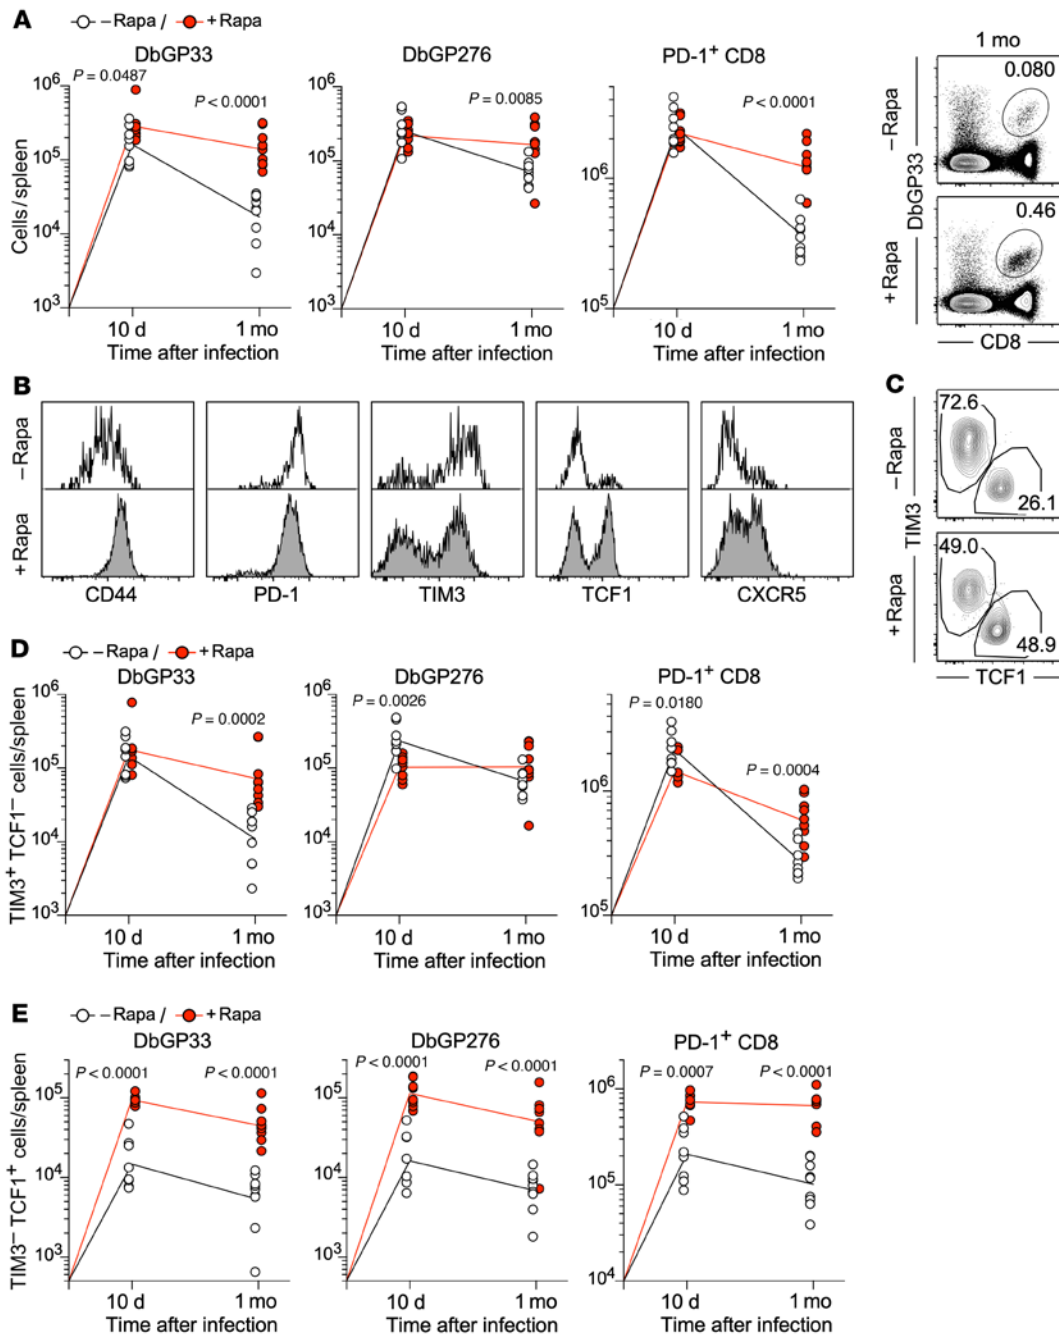 A
–Rapa / +Rapa
DbGP33
DbGP276
PD-1⁺ CD8
1 mo
P = 0.0487
P < 0.0001
P = 0.0085
P < 0.0001
0.080
0.46
10⁶
10⁵
10⁴
10³
10⁶
10⁵
10⁴
10³
10⁶
10⁵
Cells/spleen
10 d
1 mo
10 d
1 mo
10 d
1 mo
Time after infection
Time after infection
Time after infection
–Rapa
+Rapa
DbGP33
CD8
B
–Rapa
+Rapa
CD44
PD-1
TIM3
TCF1
CXCR5
C
72.6
26.1
49.0
48.9
–Rapa
+Rapa
TIM3
TCF1
D
–Rapa / +Rapa
DbGP33
DbGP276
PD-1⁺ CD8
P = 0.0002
P = 0.0026
P = 0.0180
P = 0.0004
10⁶
10⁵
10⁴
10³
10⁶
10⁵
10⁴
10³
10⁶
10⁵
TIM3⁺ TCF1⁻ cells/spleen
10 d
1 mo
10 d
1 mo
10 d
1 mo
Time after infection
Time after infection
Time after infection
E
–Rapa / +Rapa
DbGP33
DbGP276
PD-1⁺ CD8
P < 0.0001
P < 0.0001
P < 0.0001
P < 0.0001
P = 0.0007
P < 0.0001
10⁵
10⁴
10³
10⁵
10⁴
10³
10⁶
10⁵
10⁴
TIM3⁻ TCF1⁺ cells/spleen
10 d
1 mo
10 d
1 mo
10 d
1 mo
Time after infection
Time after infection
Time after infection